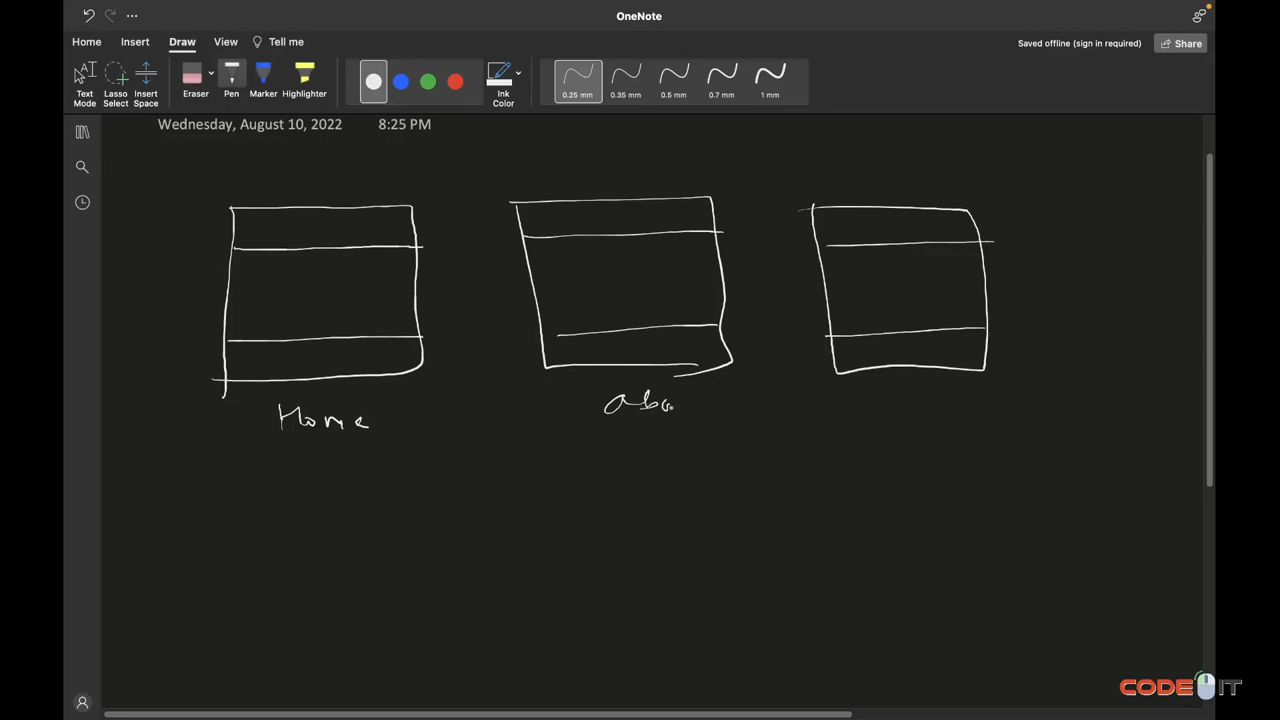 OneNote
Home Insert Draw View Tell me
Saved offline (sign in required) Share
Text Mode
Lasso Select
Insert Space
Eraser
Pen
Marker
Highlighter
Ink Color
0.25 mm 0.35 mm 0.5 mm 0.7 mm 1 mm
Wednesday, August 10, 2022 8:25 PM
Home
abo
CODE IT